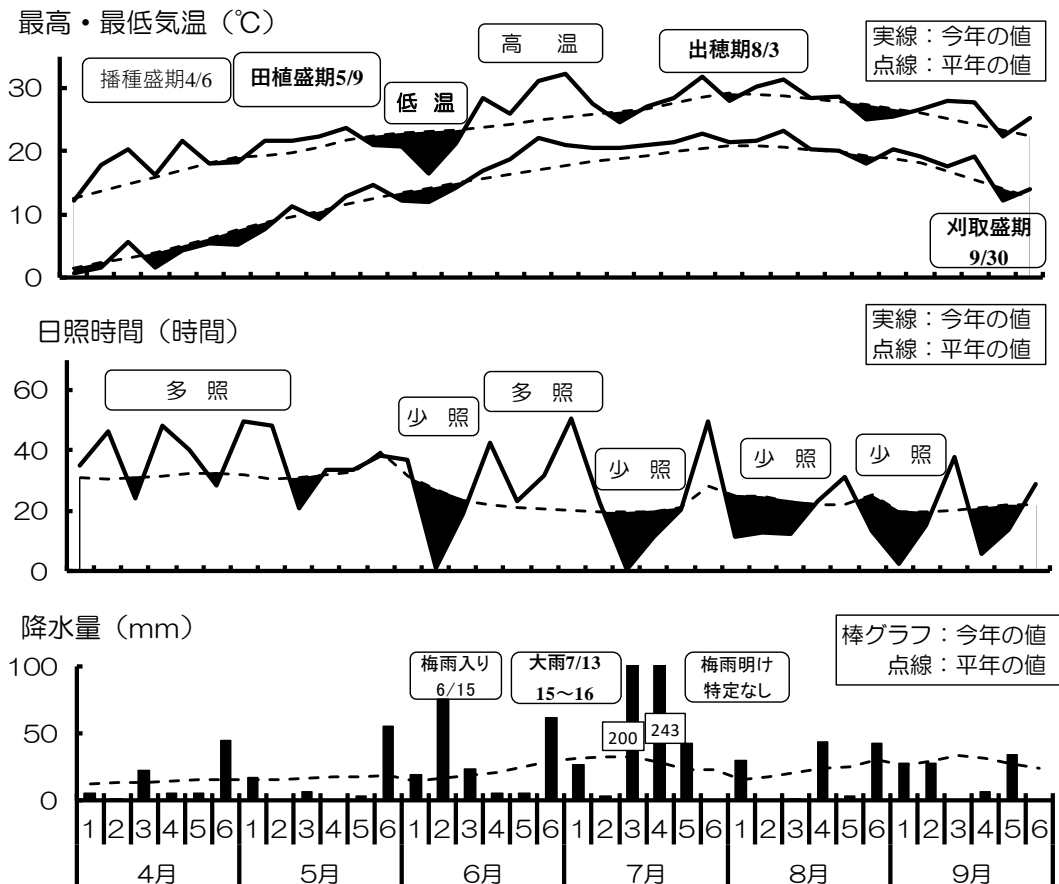 最高・最低気温（℃）
実線：今年の値
点線：平年の値
播種盛期4/6
田植盛期5/9
低 温
高 温
出穂期8/3
刈取盛期
9/30
30
20
10
0
日照時間（時間）
実線：今年の値
点線：平年の値
多 照
少 照
多 照
少 照
少 照
少 照
60
40
20
0
降水量（mm）
棒グラフ：今年の値
点線：平年の値
梅雨入り
6/15
大雨7/13
15～16
梅雨明け
特定なし
200
243
100
50
0
1 2 3 4 5 6 1 2 3 4 5 6 1 2 3 4 5 6 1 2 3 4 5 6 1 2 3 4 5 6 1 2 3 4 5 6
4月 5月 6月 7月 8月 9月